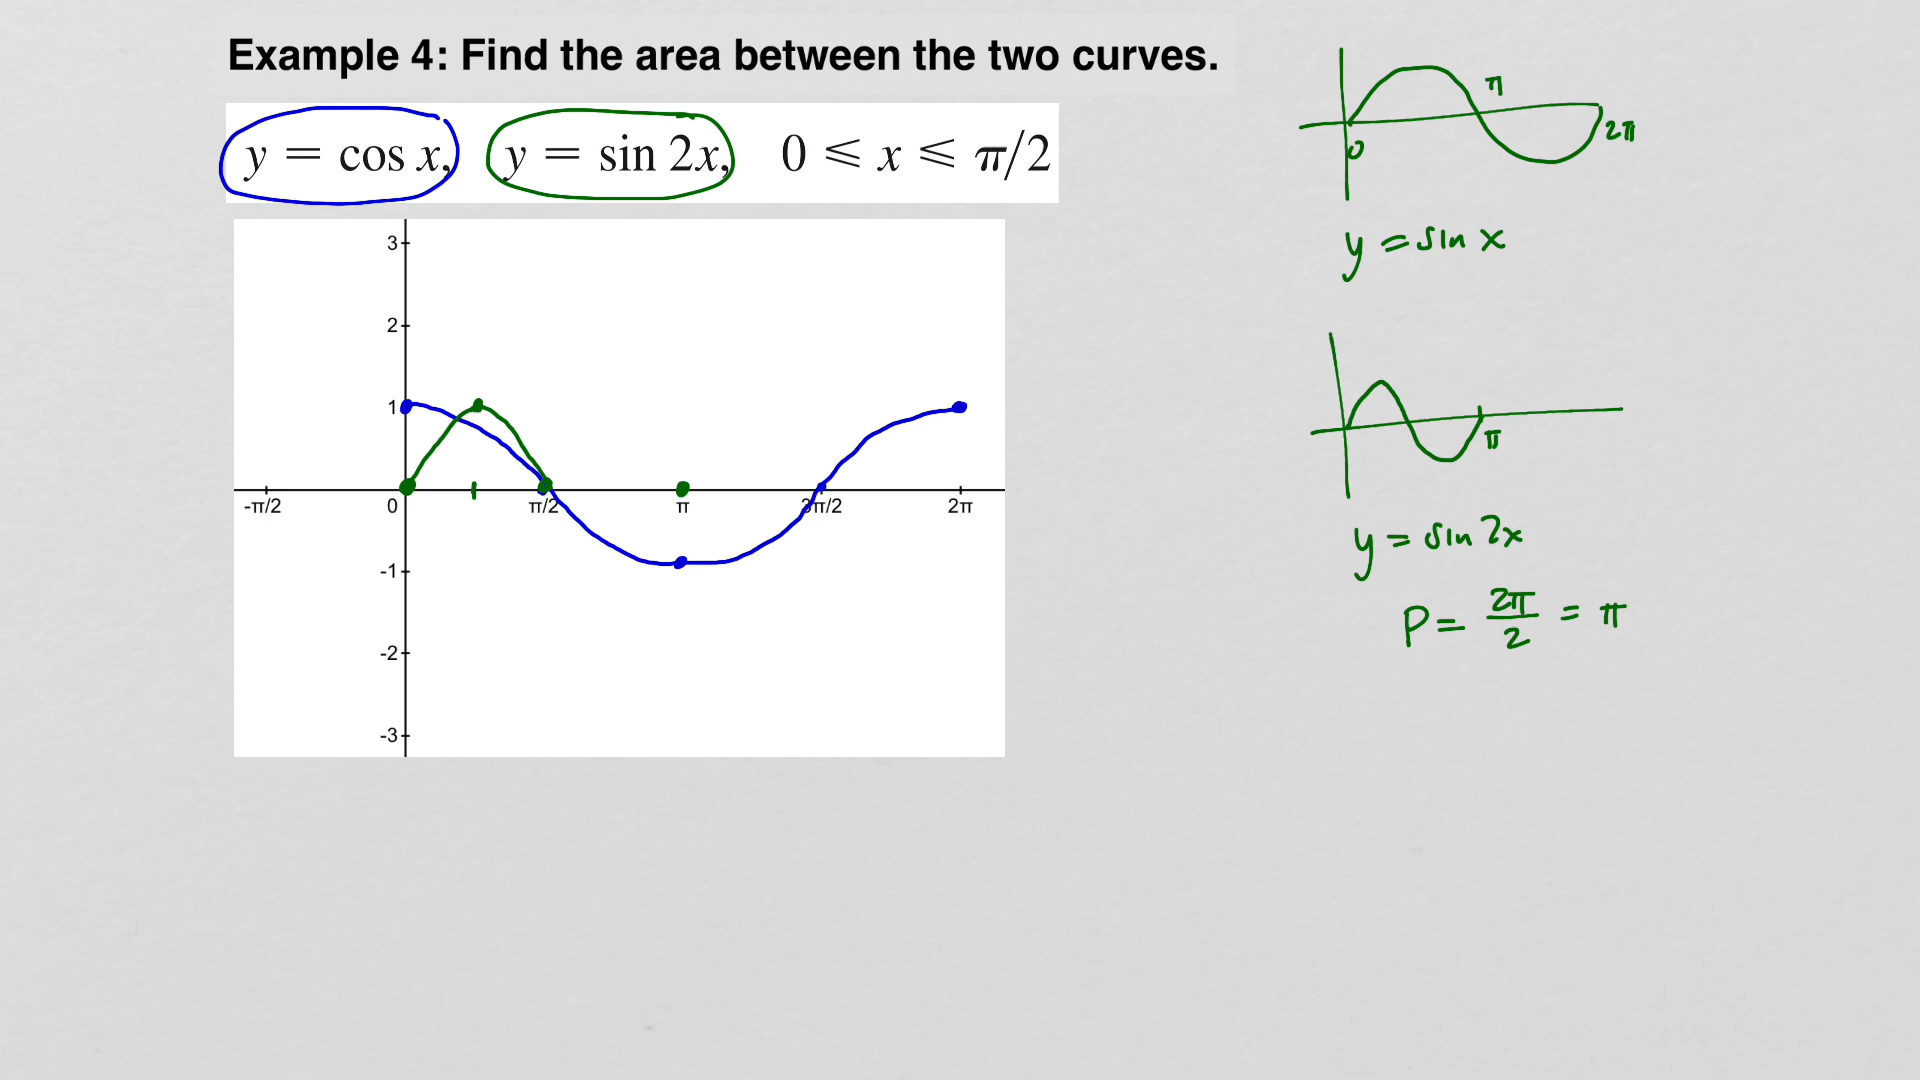 Example 4: Find the area between the two curves.
y = cos x, y = sin 2x, 0 ⩽ x ⩽ π/2
3
2
1
-π/2 0 π/2 π 3π/2 2π
-1
-2
-3
π
0 2π
y = sin x
π
y = sin 2x
P = 2π/2 = π